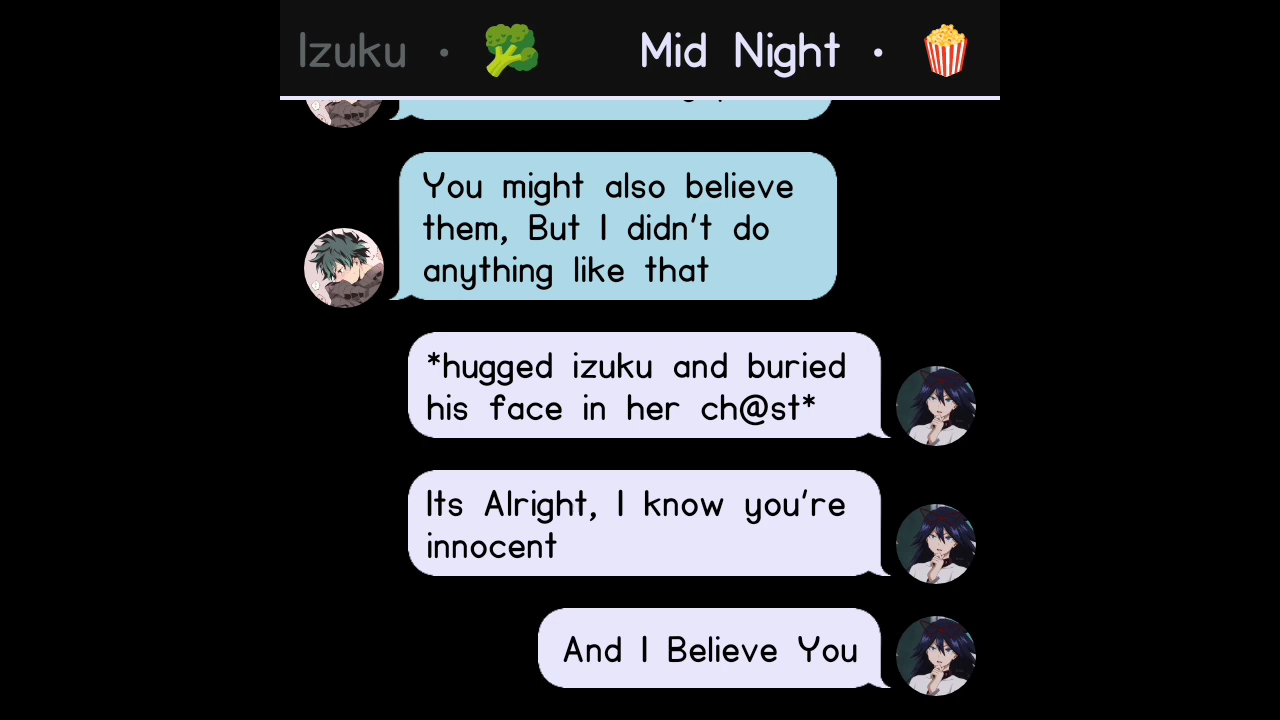 Izuku • Mid Night •
You might also believe
them, But I didn't do
anything like that
*hugged izuku and buried
his face in her ch@st*
Its Alright, I know you're
innocent
And I Believe You